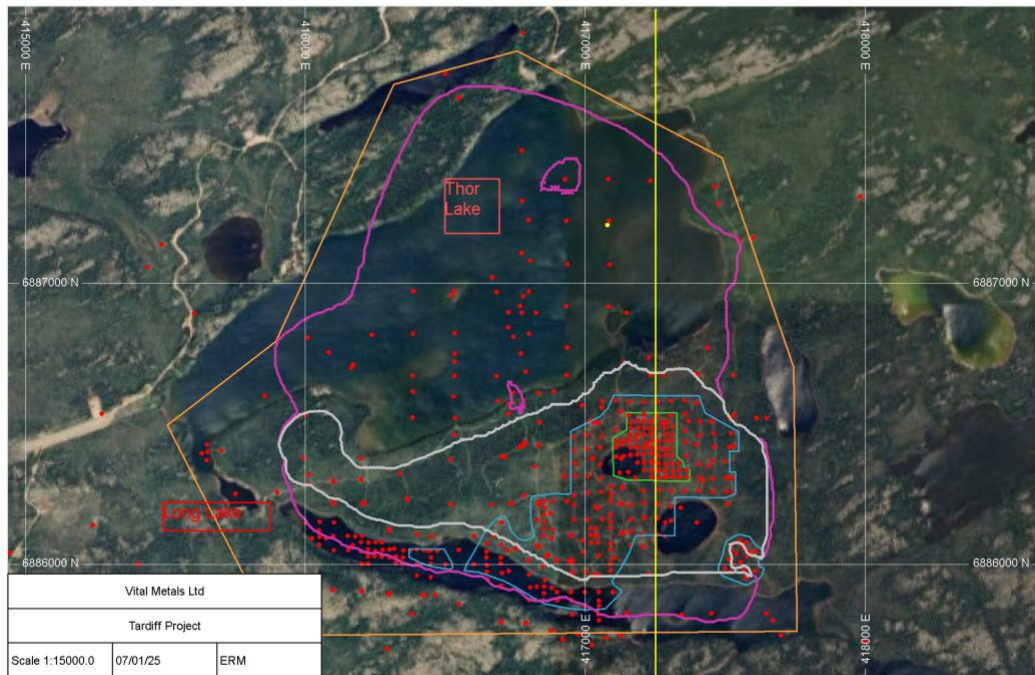 415000 E
416000 E
417000 E
418000 E
Thor
Lake
6887000 N
6887000 N
Long Lake
6886000 N
6886000 N
Vital Metals Ltd
Tardiff Project
Scale 1:15000.0
07/01/25
ERM
417000 E
418000 E